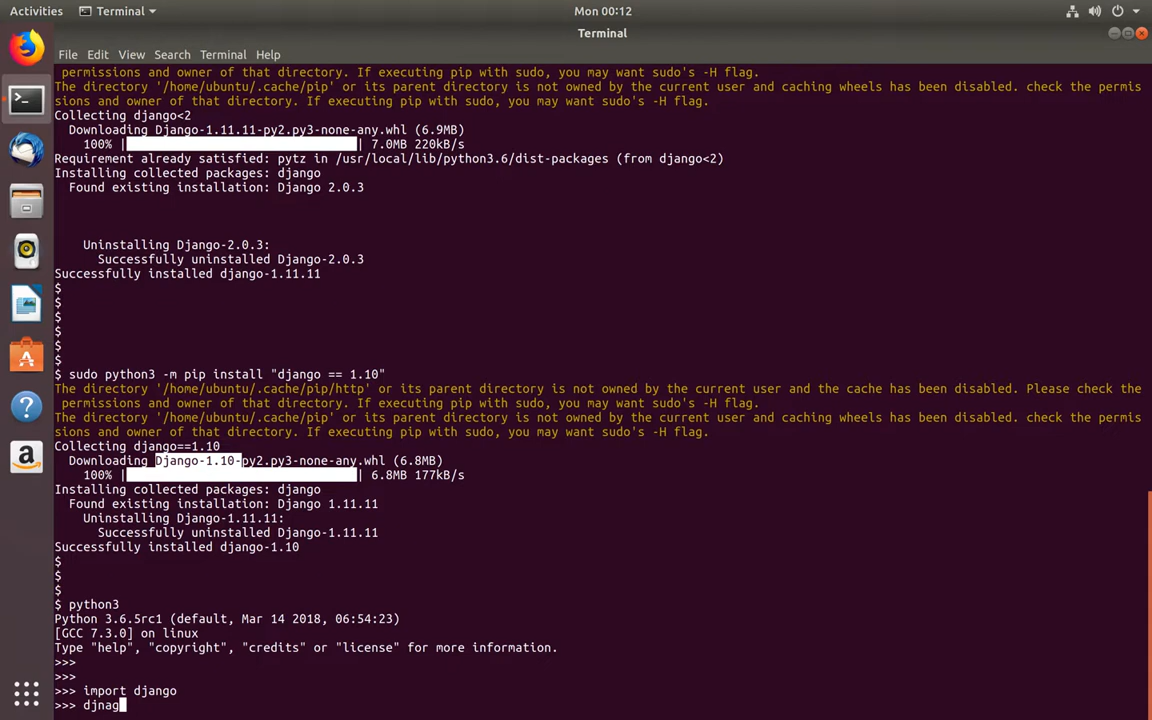 Activities Terminal Mon 00:12
Terminal
File Edit View Search Terminal Help
permissions and owner of that directory. If executing pip with sudo, you may want sudo's -H flag.
The directory '/home/ubuntu/.cache/pip' or its parent directory is not owned by the current user and caching wheels has been disabled. check the permis
sions and owner of that directory. If executing pip with sudo, you may want sudo's -H flag.
Collecting django<2
Downloading Django-1.11.11-py2.py3-none-any.whl (6.9MB)
100% | | 7.0MB 220kB/s
Requirement already satisfied: pytz in /usr/local/lib/python3.6/dist-packages (from django<2)
Installing collected packages: django
Found existing installation: Django 2.0.3
Uninstalling Django-2.0.3:
Successfully uninstalled Django-2.0.3
Successfully installed django-1.11.11
$
$
$
$
$
$ sudo python3 -m pip install "django == 1.10"
The directory '/home/ubuntu/.cache/pip/http' or its parent directory is not owned by the current user and the cache has been disabled. Please check the
permissions and owner of that directory. If executing pip with sudo, you may want sudo's -H flag.
The directory '/home/ubuntu/.cache/pip' or its parent directory is not owned by the current user and caching wheels has been disabled. check the permis
sions and owner of that directory. If executing pip with sudo, you may want sudo's -H flag.
Collecting django==1.10
Downloading Django-1.10-py2.py3-none-any.whl (6.8MB)
100% | | 6.8MB 177kB/s
Installing collected packages: django
Found existing installation: Django 1.11.11
Uninstalling Django-1.11.11:
Successfully uninstalled Django-1.11.11
Successfully installed django-1.10
$
$
$
$ python3
Python 3.6.5rc1 (default, Mar 14 2018, 06:54:23)
[GCC 7.3.0] on linux
Type "help", "copyright", "credits" or "license" for more information.
>>>
>>>
>>> import django
>>> djnag